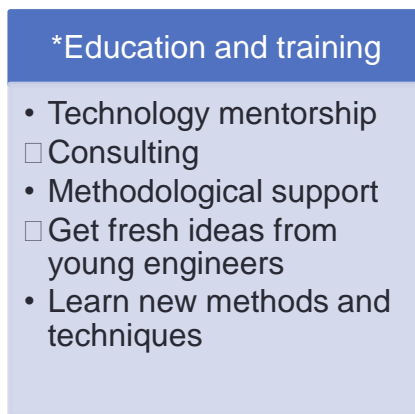 *Education and training
• Technology mentorship
□ Consulting
• Methodological support
□ Get fresh ideas from
young engineers
• Learn new methods and
techniques